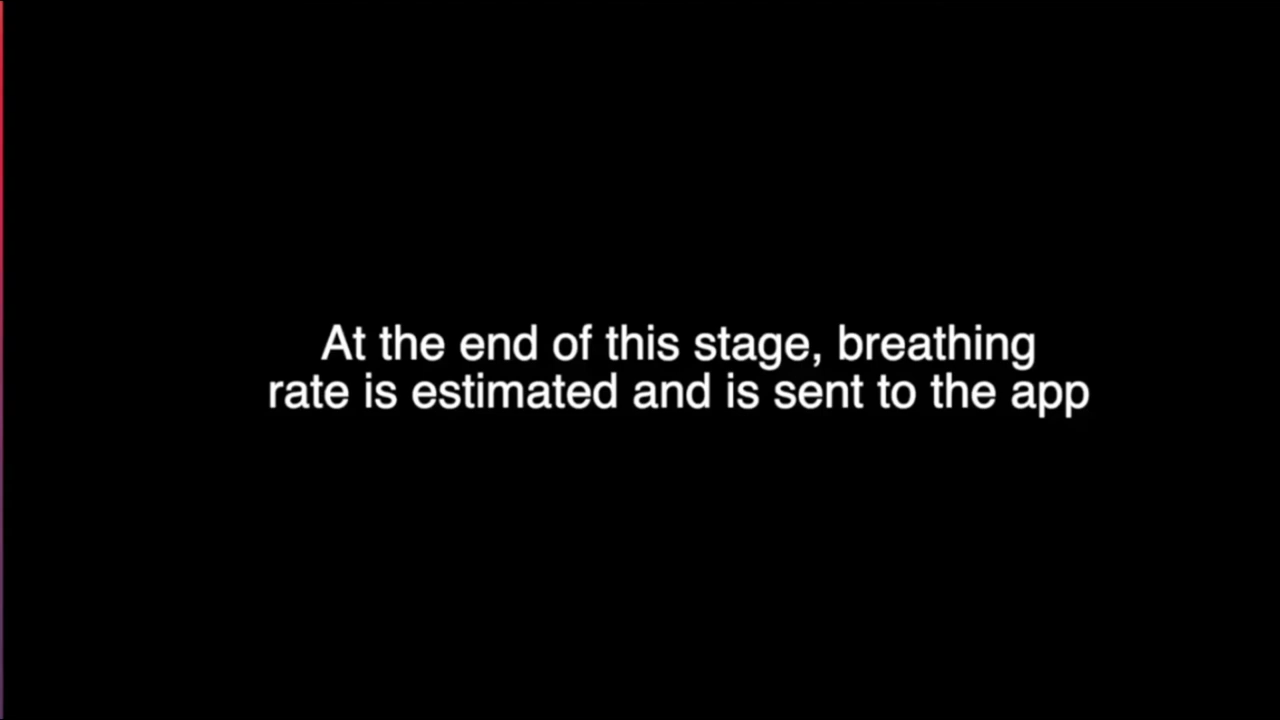 At the end of this stage, breathing
rate is estimated and is sent to the app